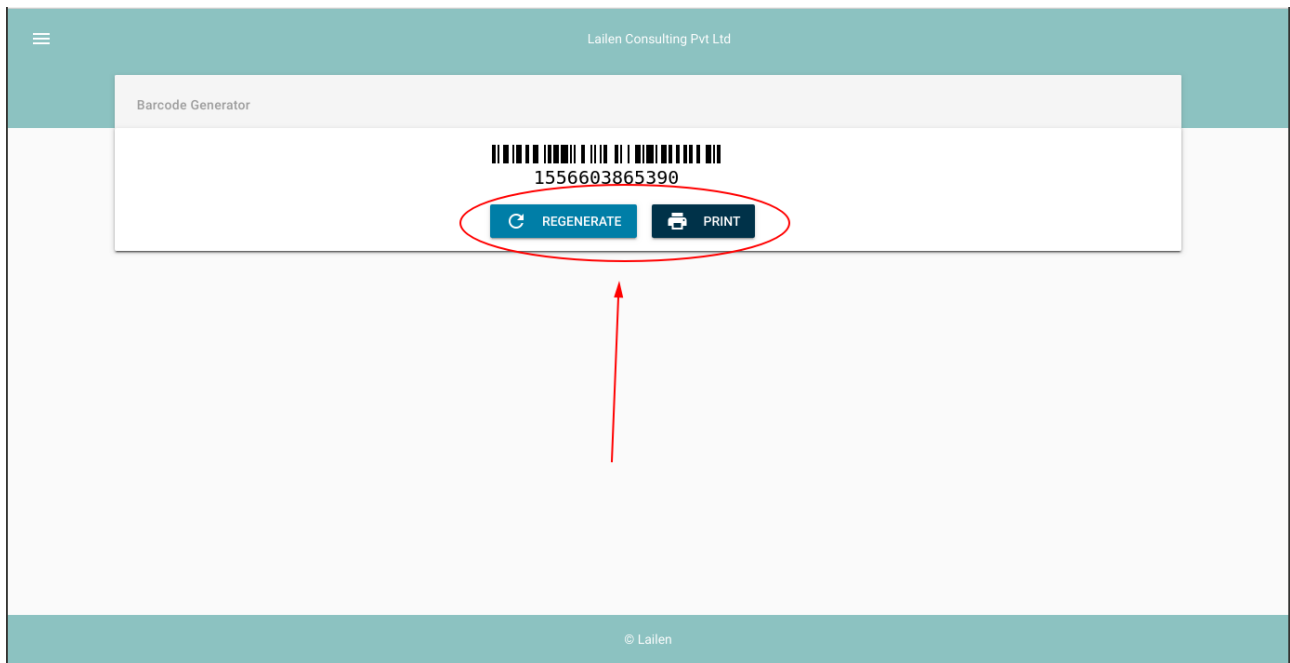 Lailen Consulting Pvt Ltd
Barcode Generator
1556603865390
REGENERATE PRINT
© Lailen